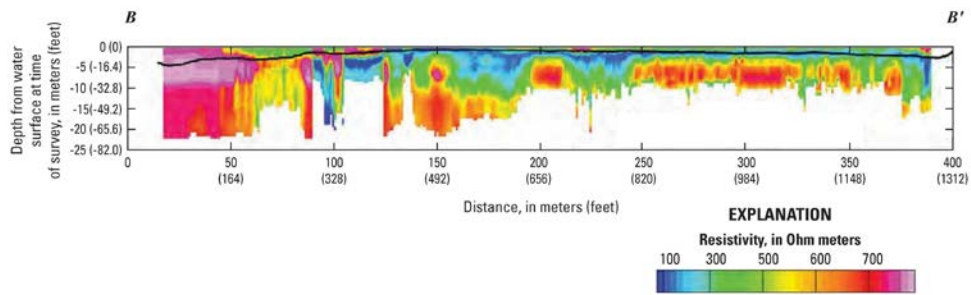 B B'
0 (0)
-5 (-16.4)
-10 (-32.8)
-15(-49.2)
-20 (-65.6)
-25 (-82.0)
Depth from water
surface at time
of survey, in meters (feet)
0 50 100 150 200 250 300 350 400
(164) (328) (492) (656) (820) (984) (1148) (1312)
Distance, in meters (feet)
EXPLANATION
Resistivity, in Ohm meters
100 300 500 600 700